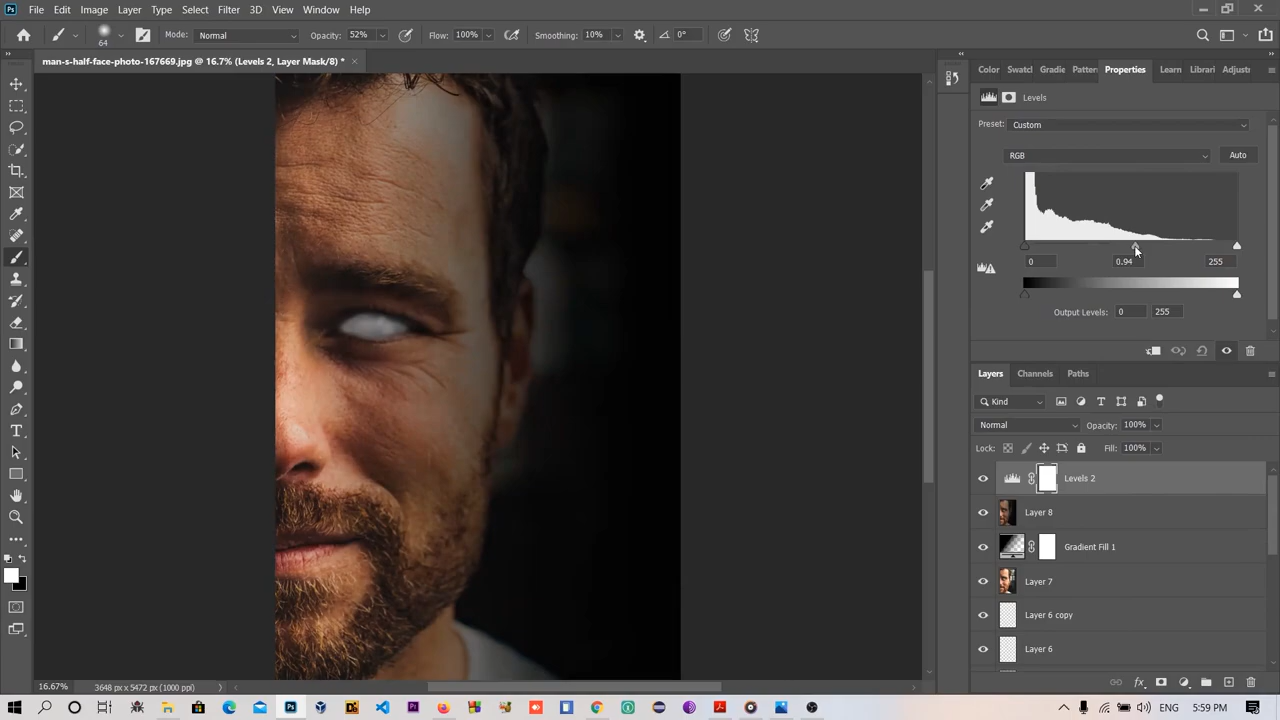 Ps File Edit Image Layer Type Select Filter 3D View Window Help
64 Mode: Normal Opacity: 52% Flow: 100% Smoothing: 10% 0°
man-s-half-face-photo-167669.jpg @ 16.7% (Levels 2, Layer Mask/8) *
Color Swatcl Gradie Patter Properties Learn Librari Adjusti
Levels
Preset: Custom
RGB Auto
0 0.94 255
Output Levels: 0 255
Layers Channels Paths
Kind
Normal Opacity: 100%
Lock: Fill: 100%
Levels 2
Layer 8
Gradient Fill 1
Layer 7
Layer 6 copy
Layer 6
16.67% 3648 px x 5472 px (1000 ppi)
ENG 5:59 PM